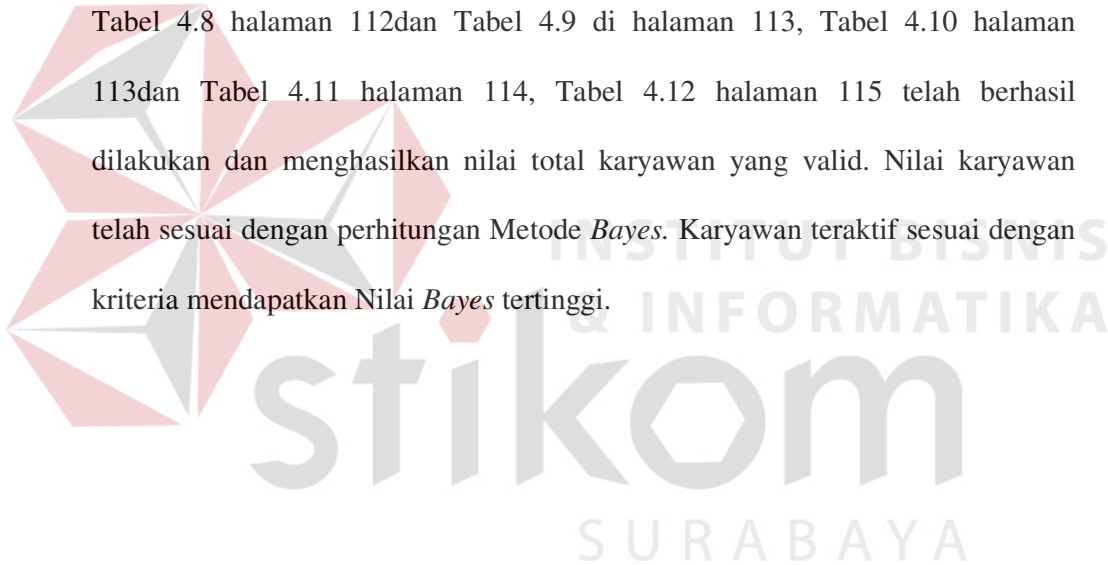 Tabel 4.8 halaman 112dan Tabel 4.9 di halaman 113, Tabel 4.10 halaman
113dan Tabel 4.11 halaman 114, Tabel 4.12 halaman 115 telah berhasil
dilakukan dan menghasilkan nilai total karyawan yang valid. Nilai karyawan
telah sesuai dengan perhitungan Metode Bayes. Karyawan teraktif sesuai dengan
kriteria mendapatkan Nilai Bayes tertinggi.
INSTITUT BISNIS
& INFORMATIKA
stikom
SURABAYA